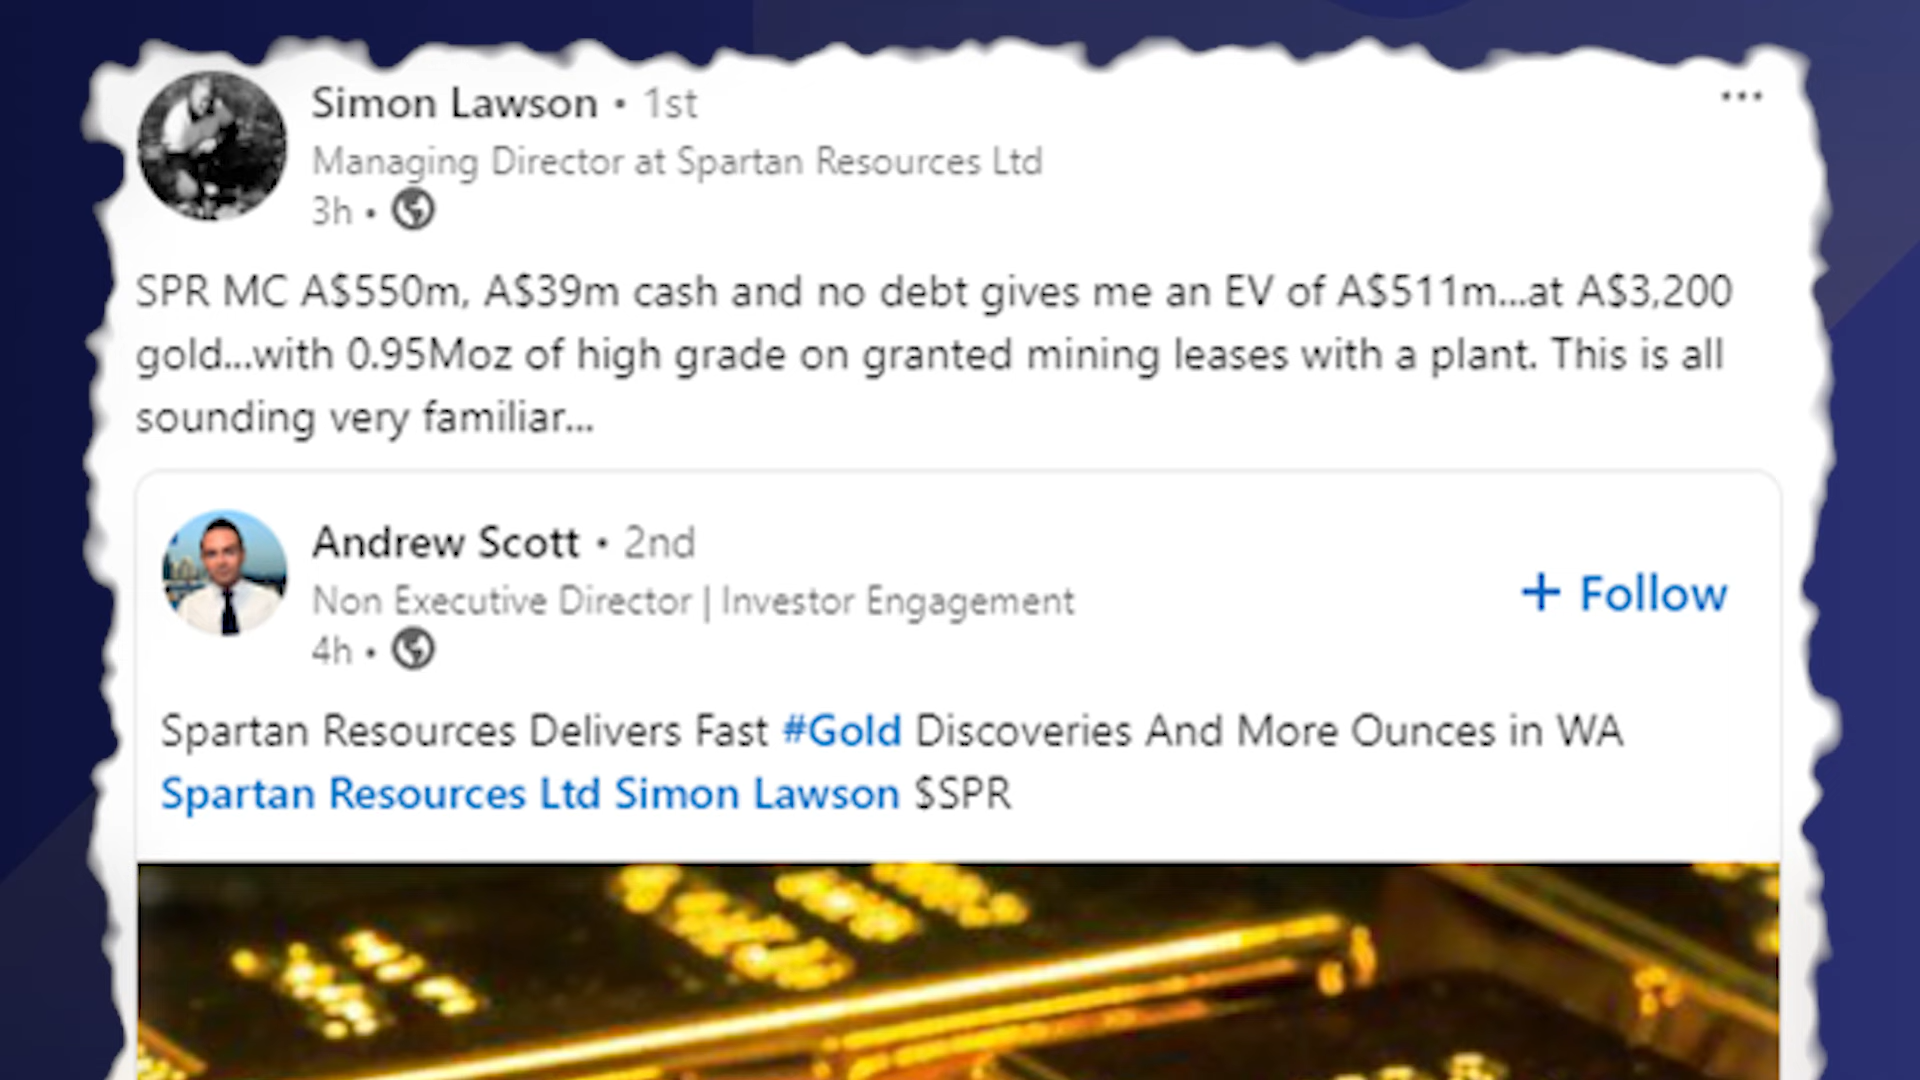 Simon Lawson • 1st
Managing Director at Spartan Resources Ltd
3h •
SPR MC A$550m, A$39m cash and no debt gives me an EV of A$511m...at A$3,200
gold...with 0.95Moz of high grade on granted mining leases with a plant. This is all
sounding very familiar...
Andrew Scott • 2nd
Non Executive Director | Investor Engagement
+ Follow
4h •
Spartan Resources Delivers Fast #Gold Discoveries And More Ounces in WA
Spartan Resources Ltd Simon Lawson $SPR